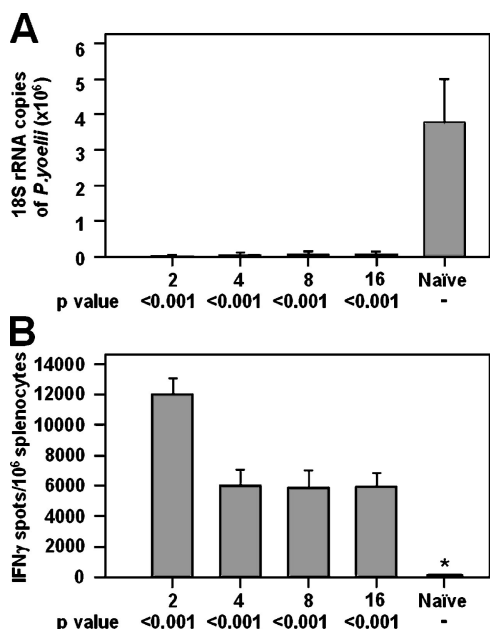 A
18S rRNA copies
of P.yoelii (x10⁶)
6
5
4
3
2
1
0
2 4 8 16 Naïve
p value <0.001 <0.001 <0.001 <0.001 -
B
IFNγ spots/10⁶ splenocytes
14000
12000
10000
8000
6000
4000
2000
0
*
2 4 8 16 Naïve
p value <0.001 <0.001 <0.001 <0.001 -